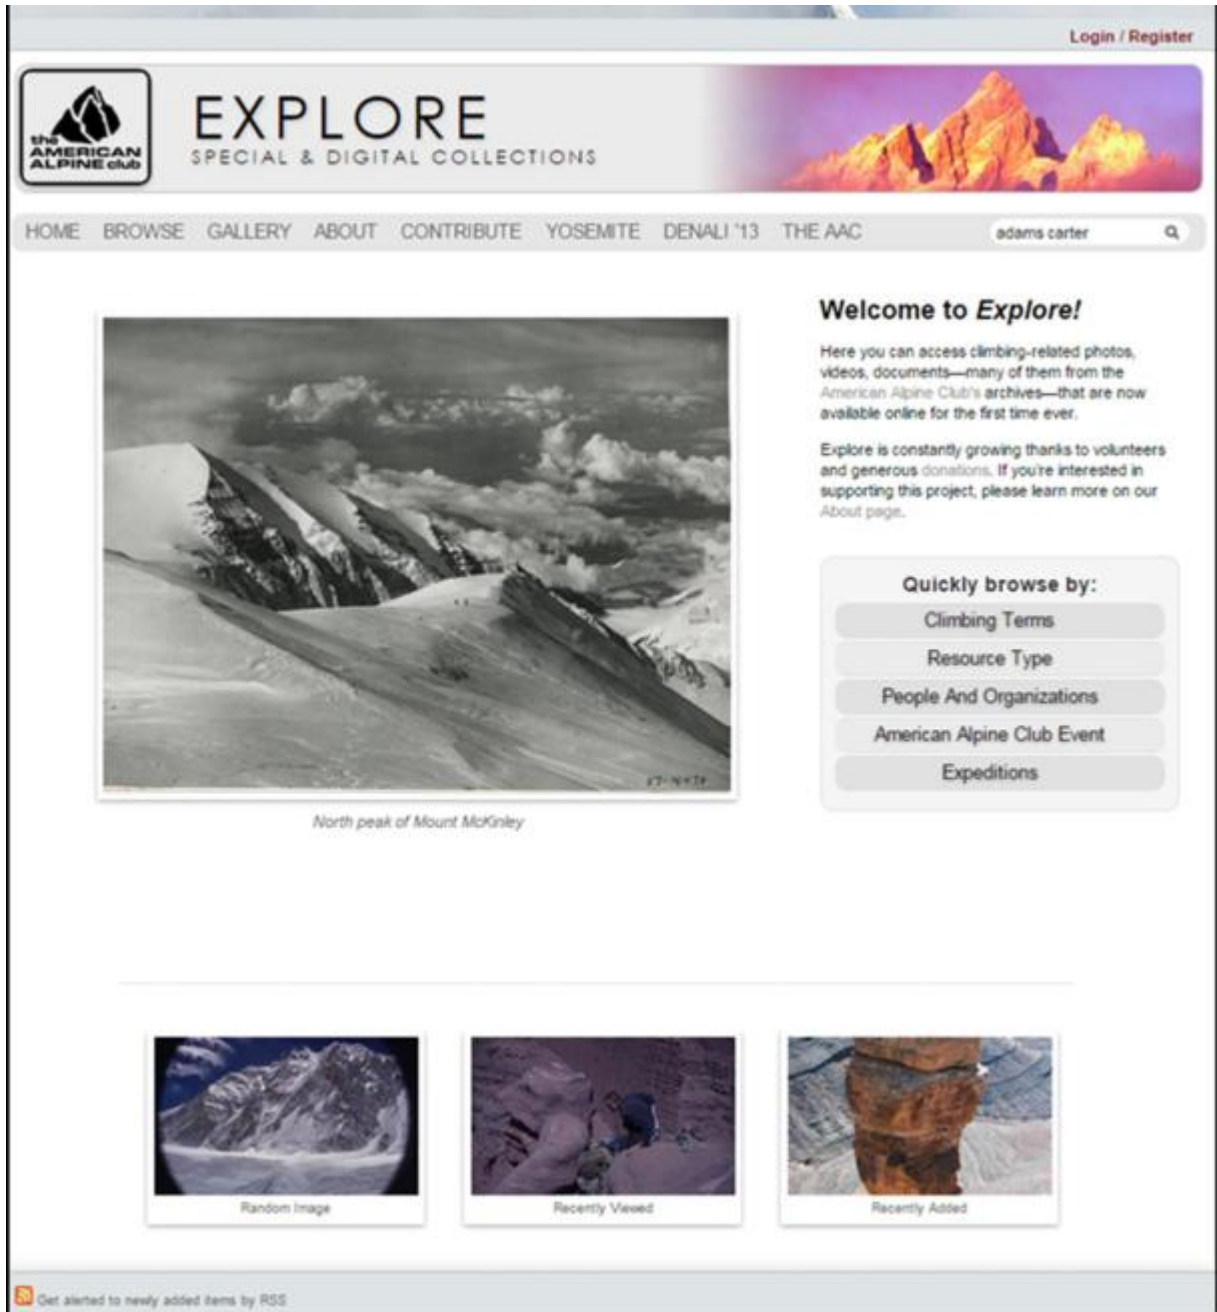 Login / Register
the
AMERICAN
ALPINE club
EXPLORE
SPECIAL & DIGITAL COLLECTIONS
HOME BROWSE GALLERY ABOUT CONTRIBUTE YOSEMITE DENALI '13 THE AAC adams carter
Welcome to Explore!
Here you can access climbing-related photos,
videos, documents—many of them from the
American Alpine Club's archives—that are now
available online for the first time ever.
Explore is constantly growing thanks to volunteers
and generous donations. If you're interested in
supporting this project, please learn more on our
About page.
Quickly browse by:
Climbing Terms
Resource Type
People And Organizations
American Alpine Club Event
Expeditions
North peak of Mount McKinley
Random Image
Recently Viewed
Recently Added
Get alerted to newly added items by RSS